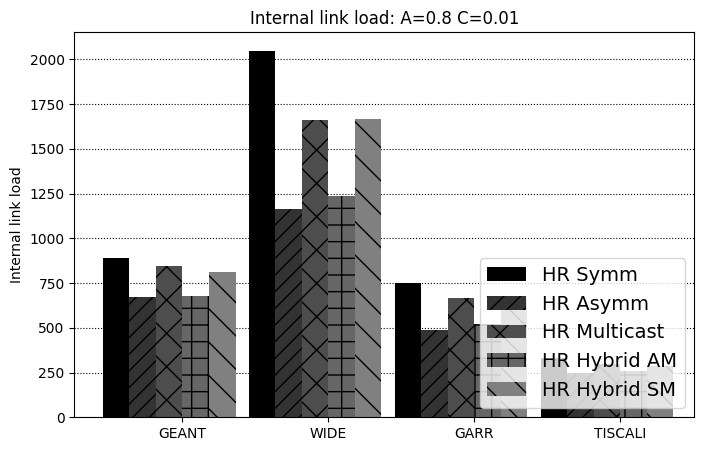 Internal link load: A=0.8 C=0.01
Internal link load
2000
1750
1500
1250
1000
750
500
250
0
HR Symm
HR Asymm
HR Multicast
HR Hybrid AM
HR Hybrid SM
GEANT
WIDE
GARR
TISCALI